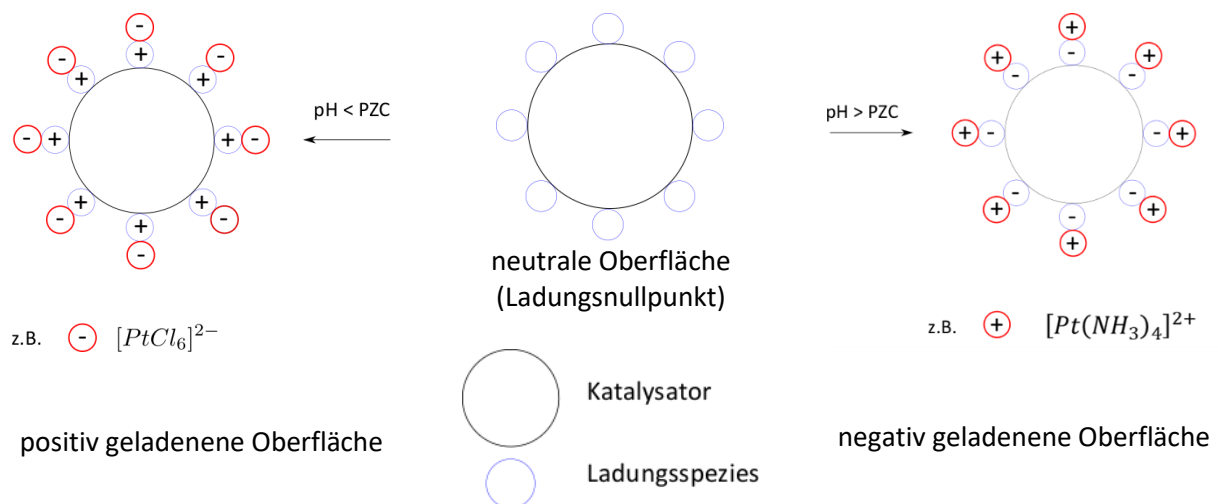 pH < PZC
pH > PZC
neutrale Oberfläche
(Ladungsnullpunkt)
z.B. - [PtCl6]2−
z.B. + [Pt(NH3)4]2+
Katalysator
positiv geladenene Oberfläche
negativ geladenene Oberfläche
Ladungsspezies